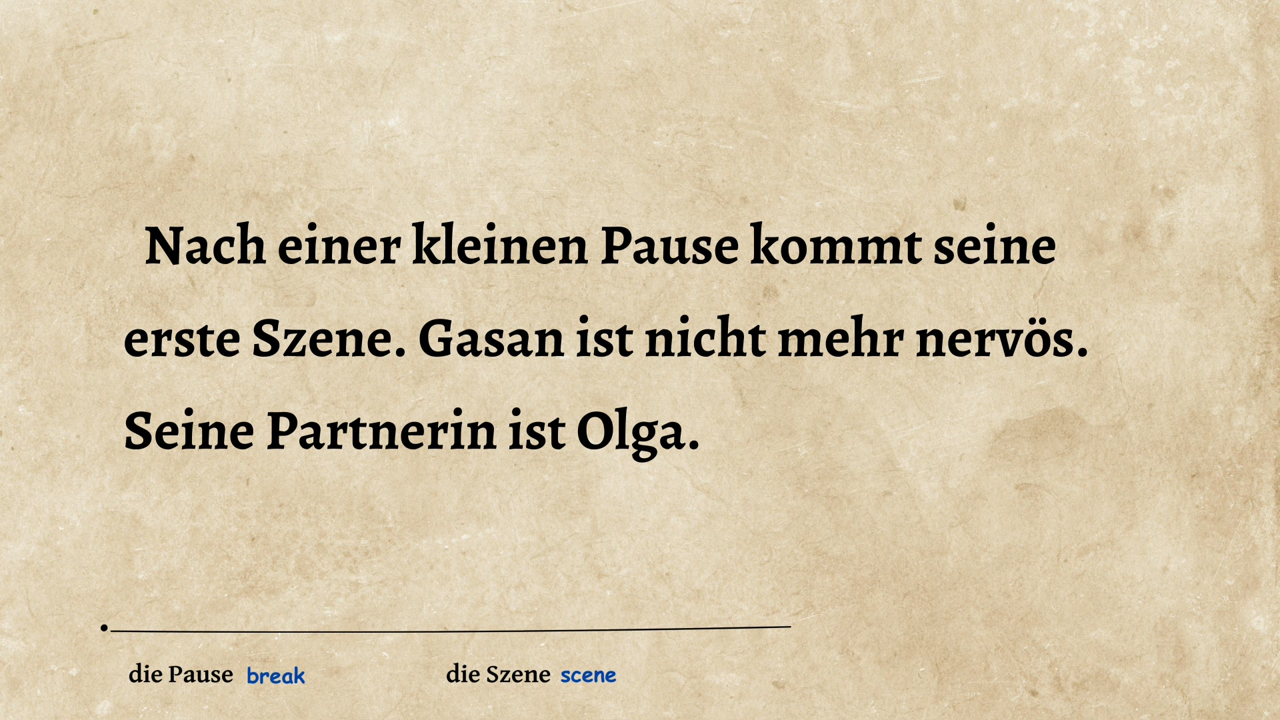 Nach einer kleinen Pause kommt seine
erste Szene. Gasan ist nicht mehr nervös.
Seine Partnerin ist Olga.
die Pause break die Szene scene